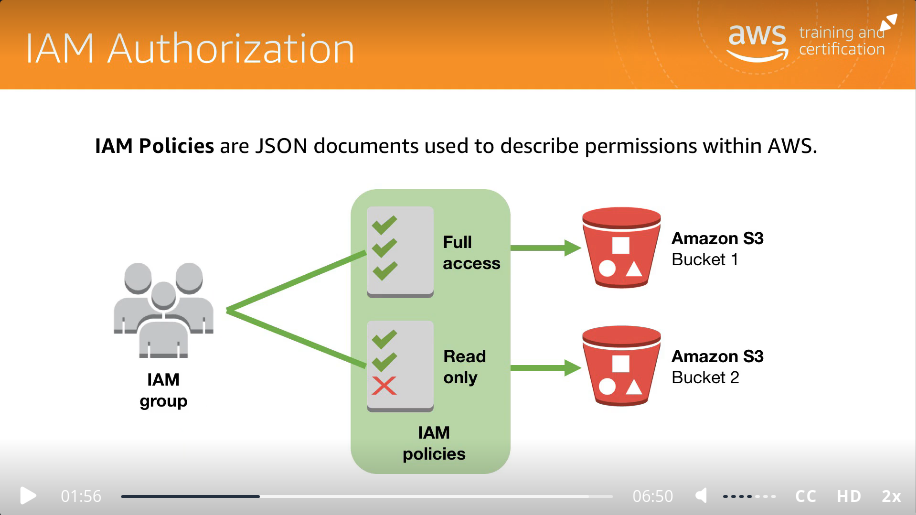 IAM Authorization
aws training and
certification
IAM Policies are JSON documents used to describe permissions within AWS.
Full
access
Amazon S3
Bucket 1
IAM
group
Read
only
Amazon S3
Bucket 2
IAM
policies
01:56
06:50
CC
HD
2x